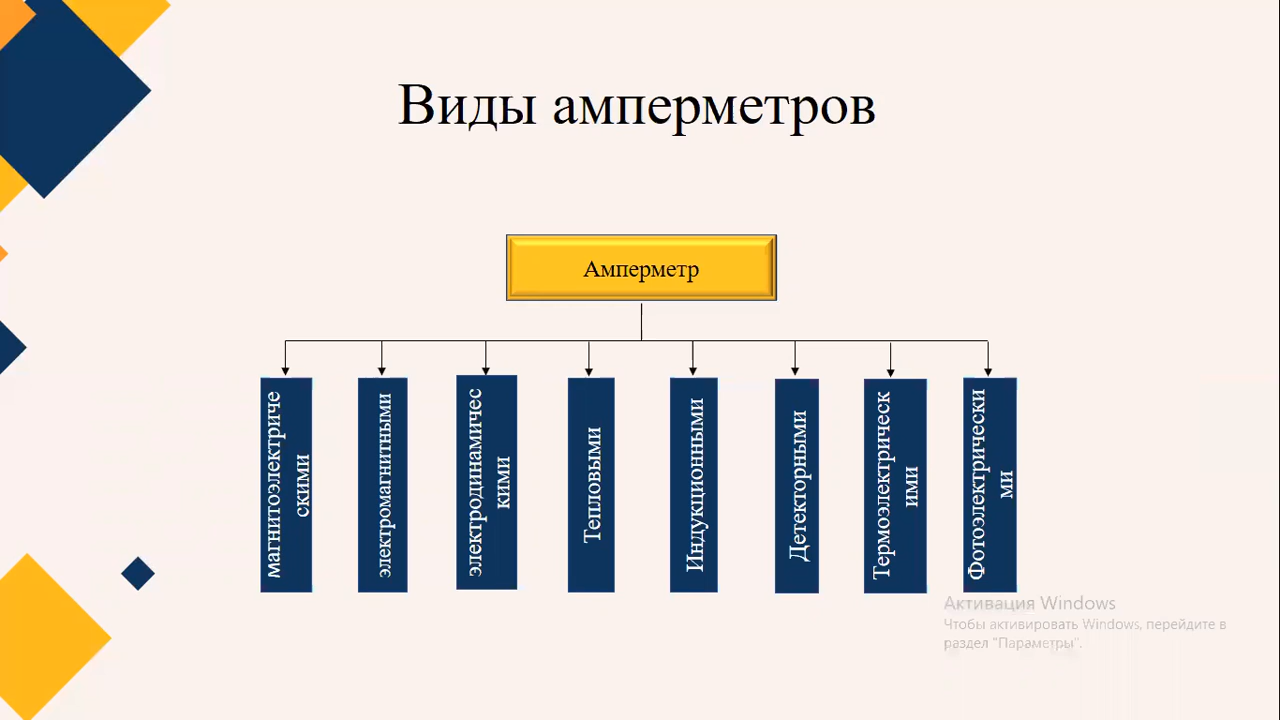 Виды амперметров
Амперметр
магнитоэлектриче
скими
электромагнитными
электродинамичес
кими
Тепловыми
Индукционными
Детекторными
Термоэлектрическ
ими
Фотоэлектрически
ми
Активация Windows
Чтобы активировать Windows, перейдите в
раздел "Параметры".